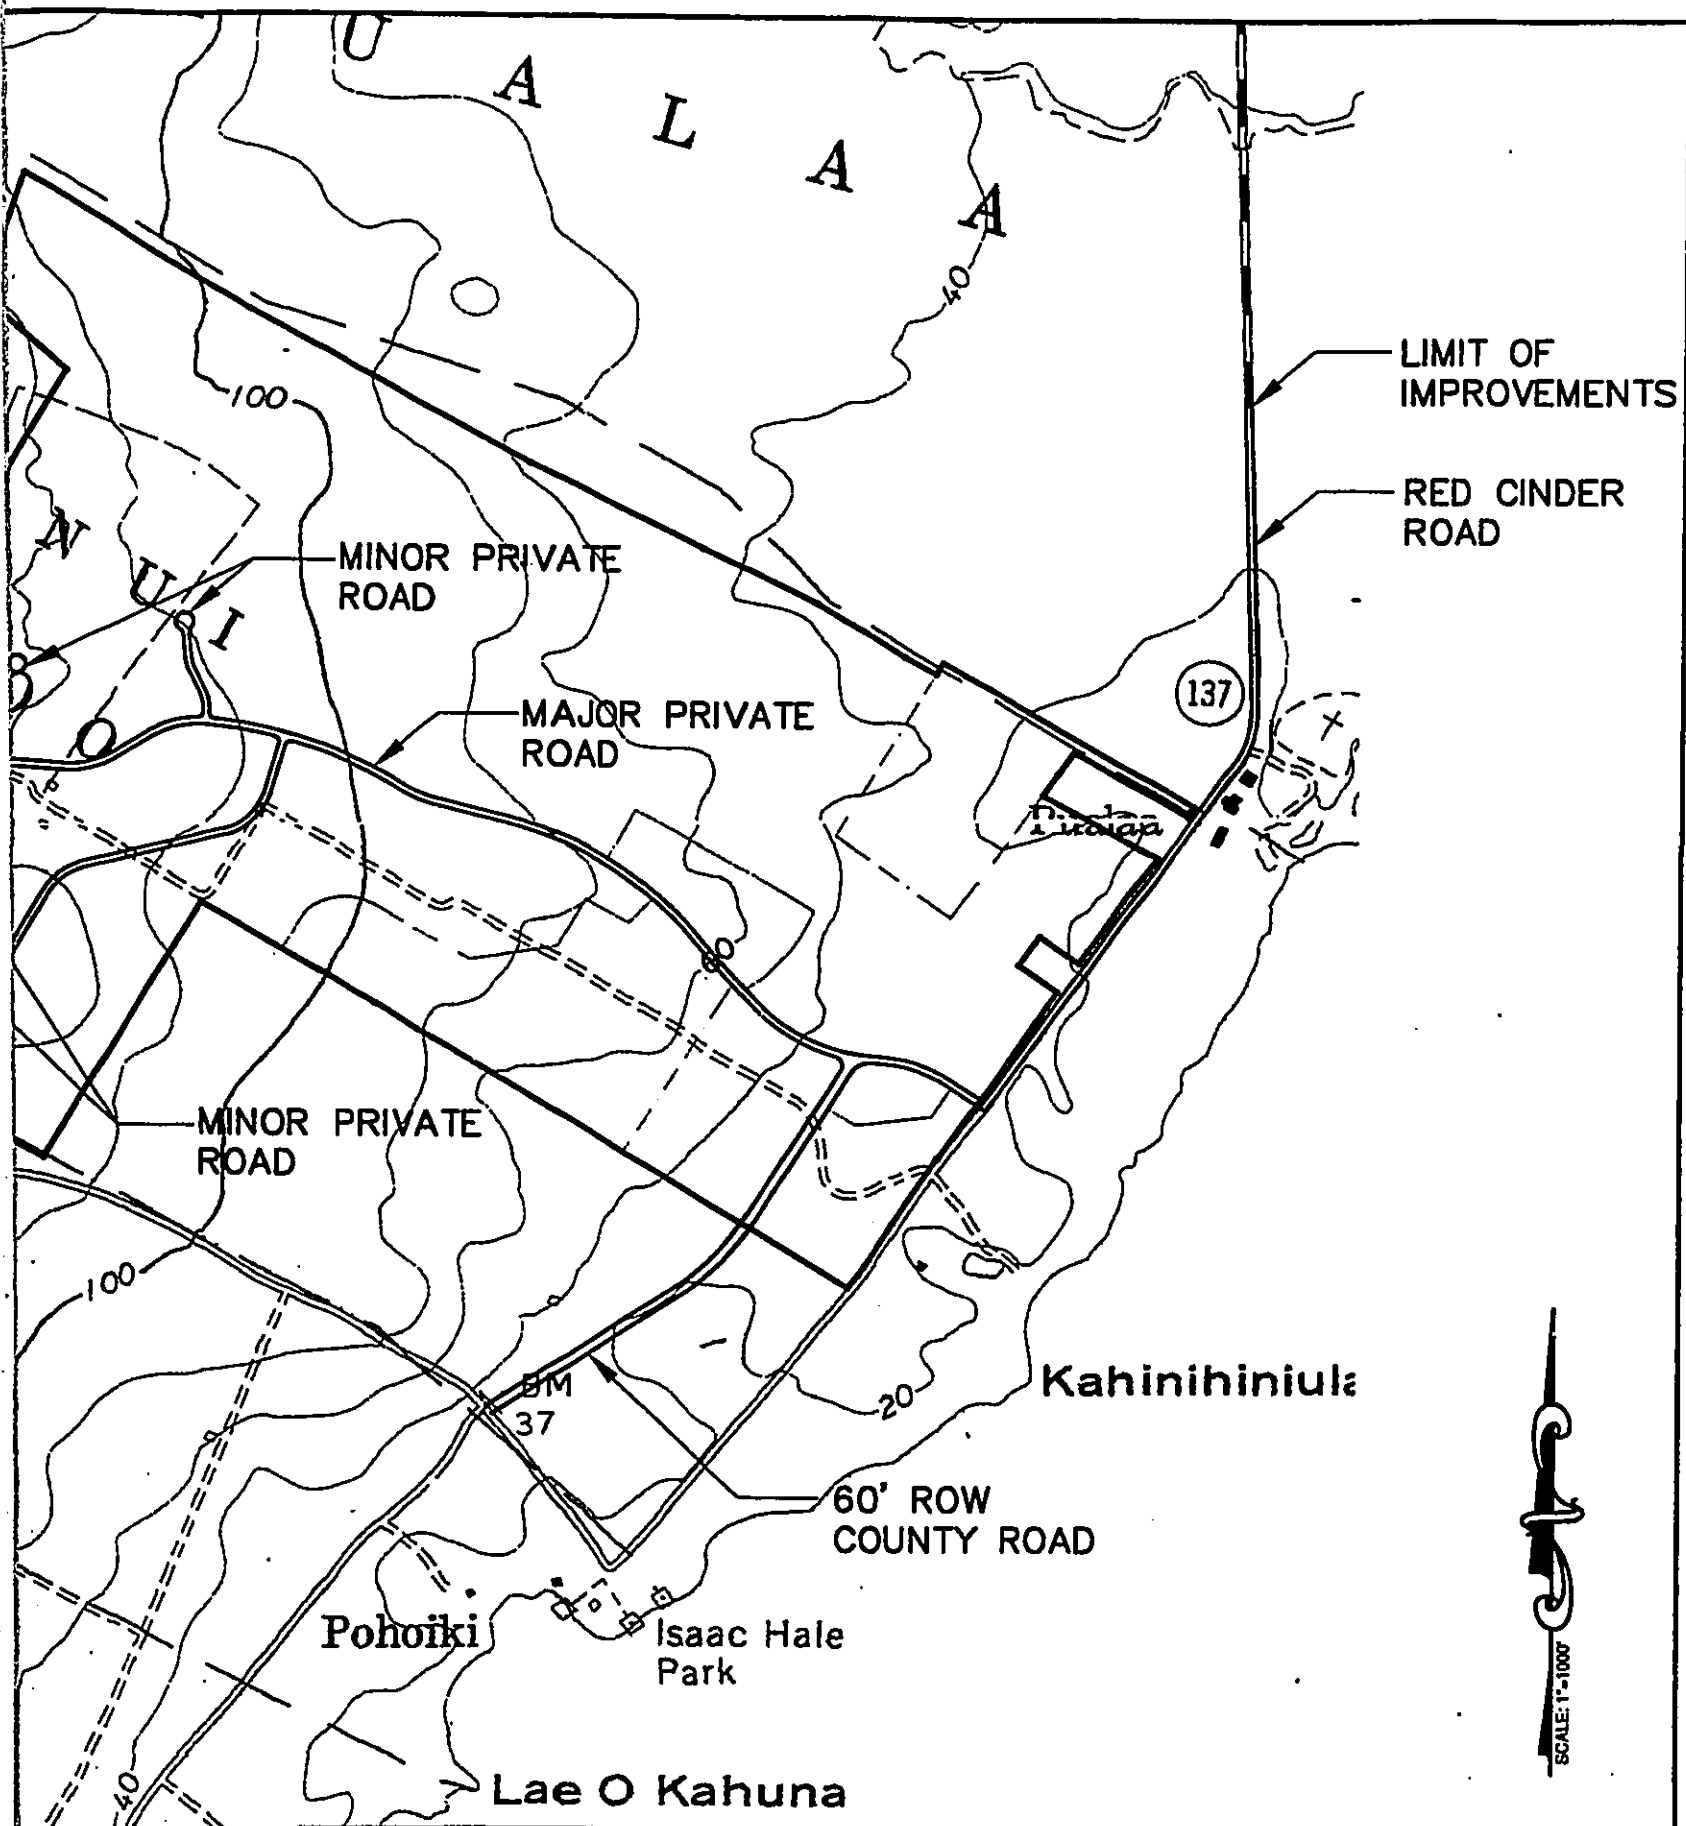 U A L A A
40
LIMIT OF
IMPROVEMENTS
100
RED CINDER
ROAD
N U I
MINOR PRIVATE
ROAD
137
O
MAJOR PRIVATE
ROAD
MINOR PRIVATE
ROAD
100
BM
37
20
Kahinihiniula
60' ROW
COUNTY ROAD
Pohoiki
Isaac Hale
Park
SCALE: 1"=1000'
40
Lae O Kahuna